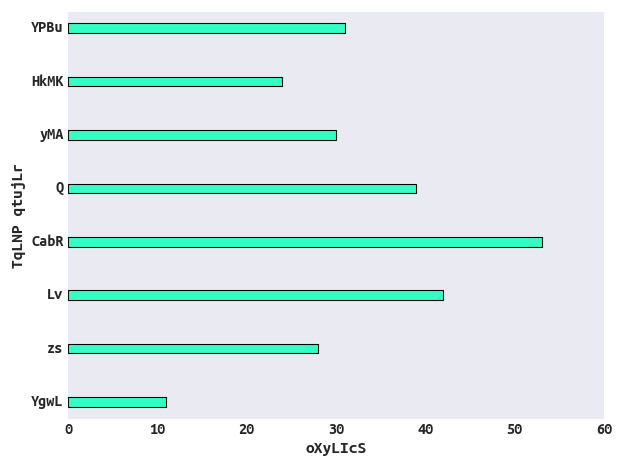 YPBu
HkMK
yMA
Q
CabR
Lv
zs
YgwL
TqLNP qtujLr
0 10 20 30 40 50 60
oXyLIcS